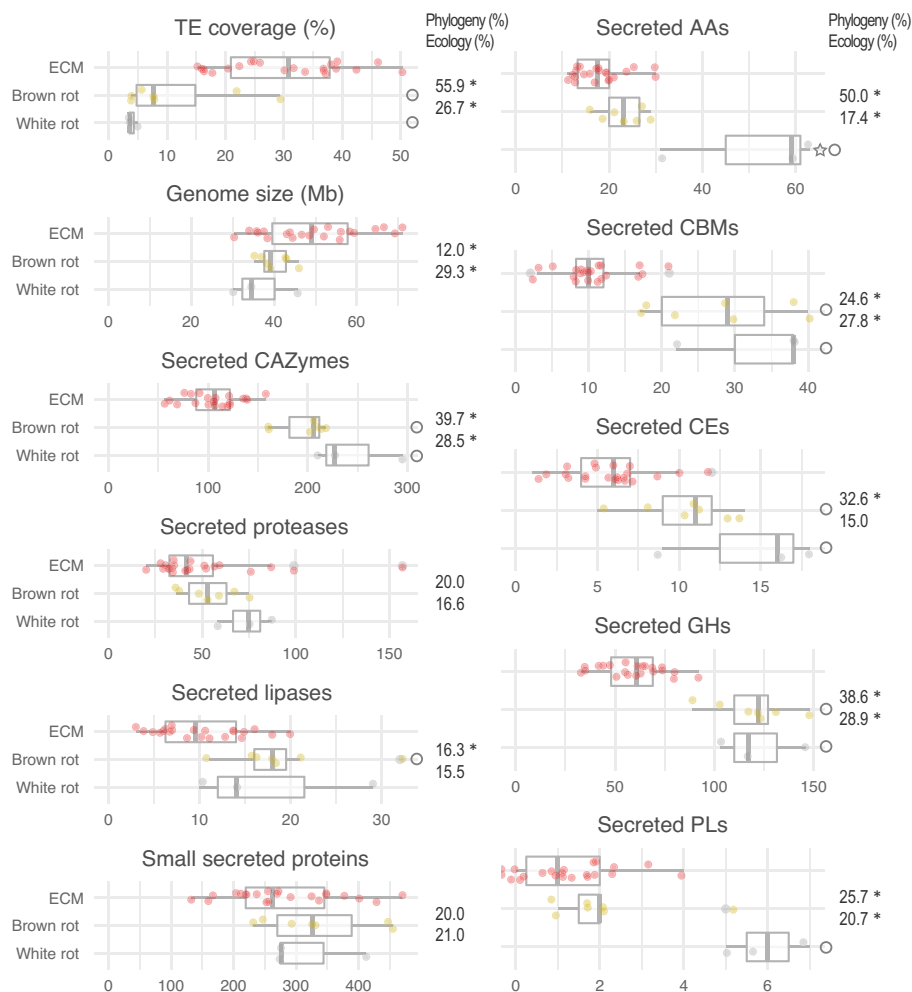 TE coverage (%)
Phylogeny (%)
Ecology (%)
ECM
Brown rot
White rot
55.9 *
26.7 *
0 10 20 30 40 50
Genome size (Mb)
ECM
Brown rot
White rot
12.0 *
29.3 *
0 20 40 60
Secreted CAZymes
ECM
Brown rot
White rot
39.7 *
28.5 *
0 100 200 300
Secreted proteases
ECM
Brown rot
White rot
20.0
16.6
0 50 100 150
Secreted lipases
ECM
Brown rot
White rot
16.3 *
15.5
0 10 20 30
Small secreted proteins
ECM
Brown rot
White rot
20.0
21.0
0 100 200 300 400
Secreted AAs
Phylogeny (%)
Ecology (%)
50.0 *
17.4 *
0 20 40 60
Secreted CBMs
24.6 *
27.8 *
0 10 20 30 40
Secreted CEs
32.6 *
15.0
0 5 10 15
Secreted GHs
38.6 *
28.9 *
0 50 100 150
Secreted PLs
25.7 *
20.7 *
0 2 4 6